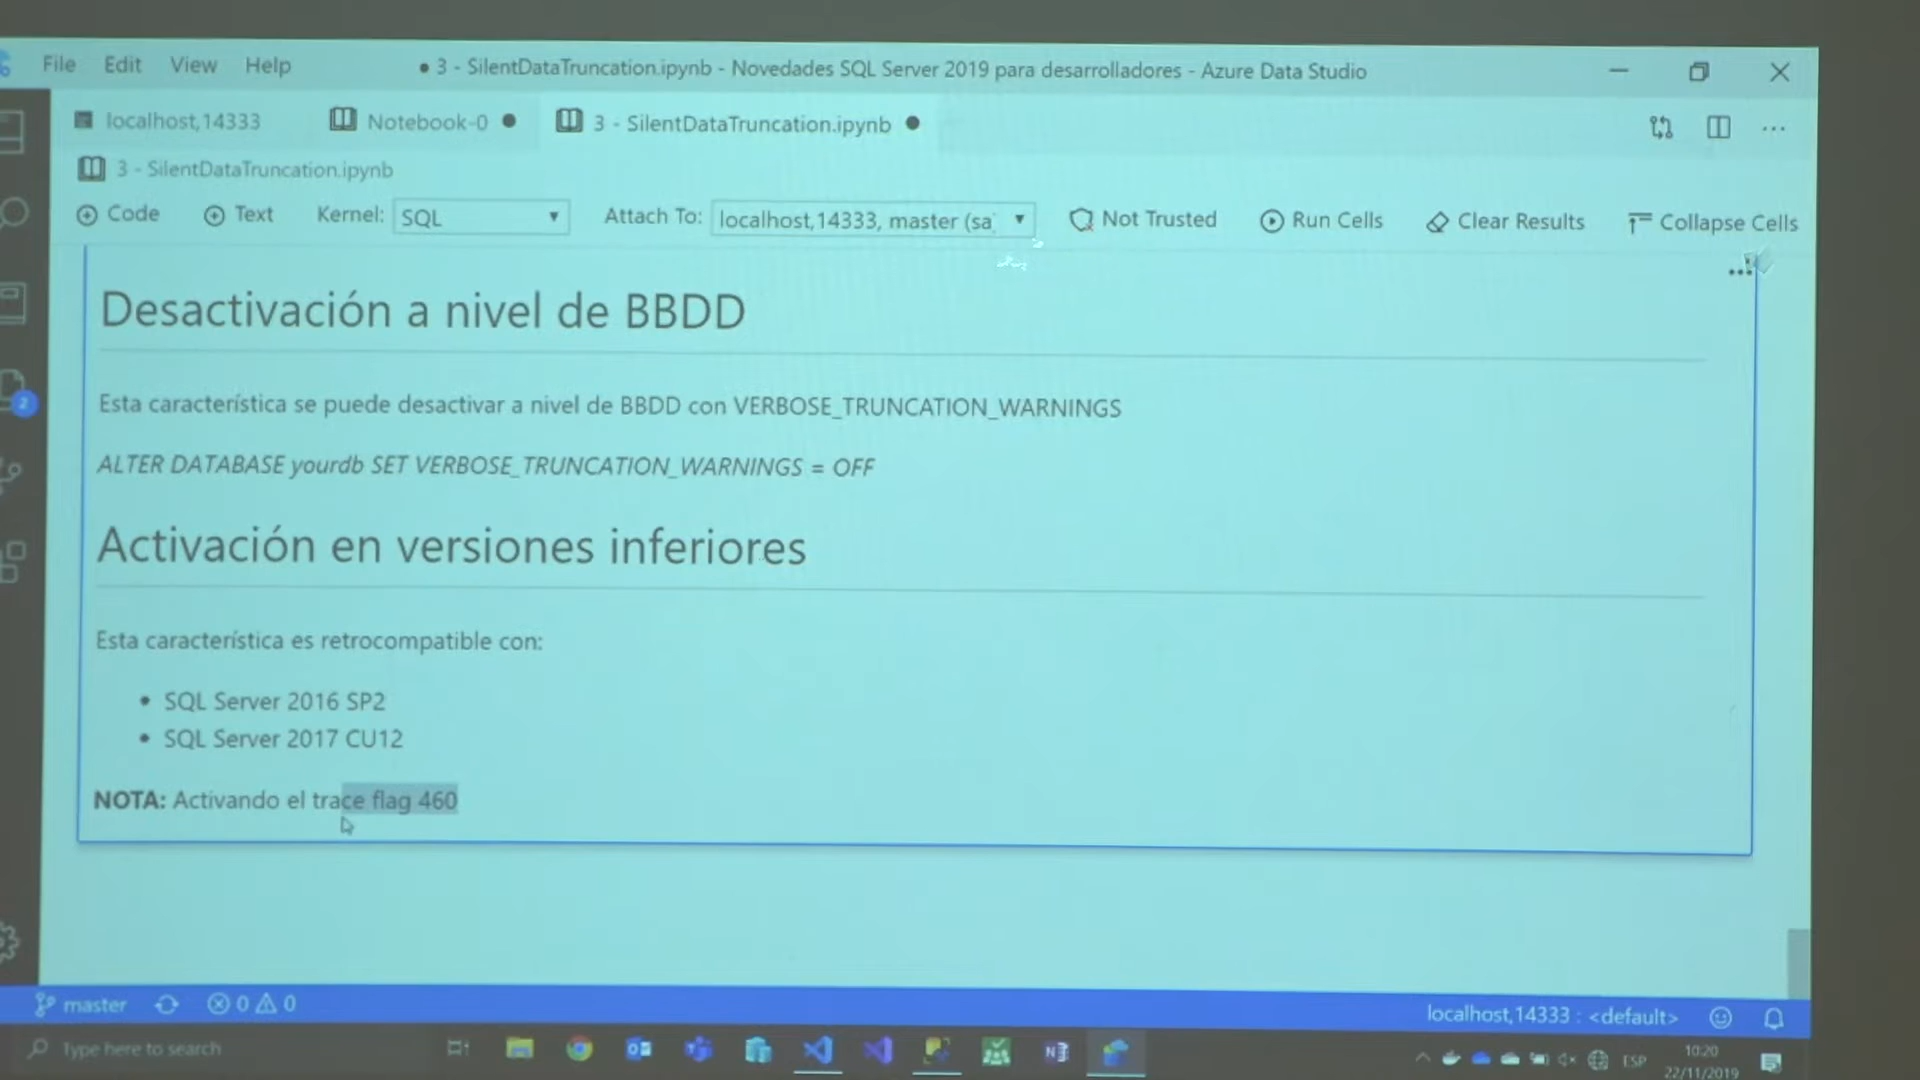 File Edit View Help
● 3 - SilentDataTruncation.ipynb - Novedades SQL Server 2019 para desarrolladores - Azure Data Studio
localhost,14333
Notebook-0 ●
3 - SilentDataTruncation.ipynb ●
3 - SilentDataTruncation.ipynb
Code Text Kernel: SQL Attach To: localhost,14333, master (sa) Not Trusted Run Cells Clear Results Collapse Cells
Desactivación a nivel de BBDD
Esta característica se puede desactivar a nivel de BBDD con VERBOSE_TRUNCATION_WARNINGS
ALTER DATABASE yourdb SET VERBOSE_TRUNCATION_WARNINGS = OFF
Activación en versiones inferiores
Esta característica es retrocompatible con:
• SQL Server 2016 SP2
• SQL Server 2017 CU12
NOTA: Activando el trace flag 460
2
master 0 0
localhost,14333 : <default>
Type here to search
ESP
10:20
22/11/2019